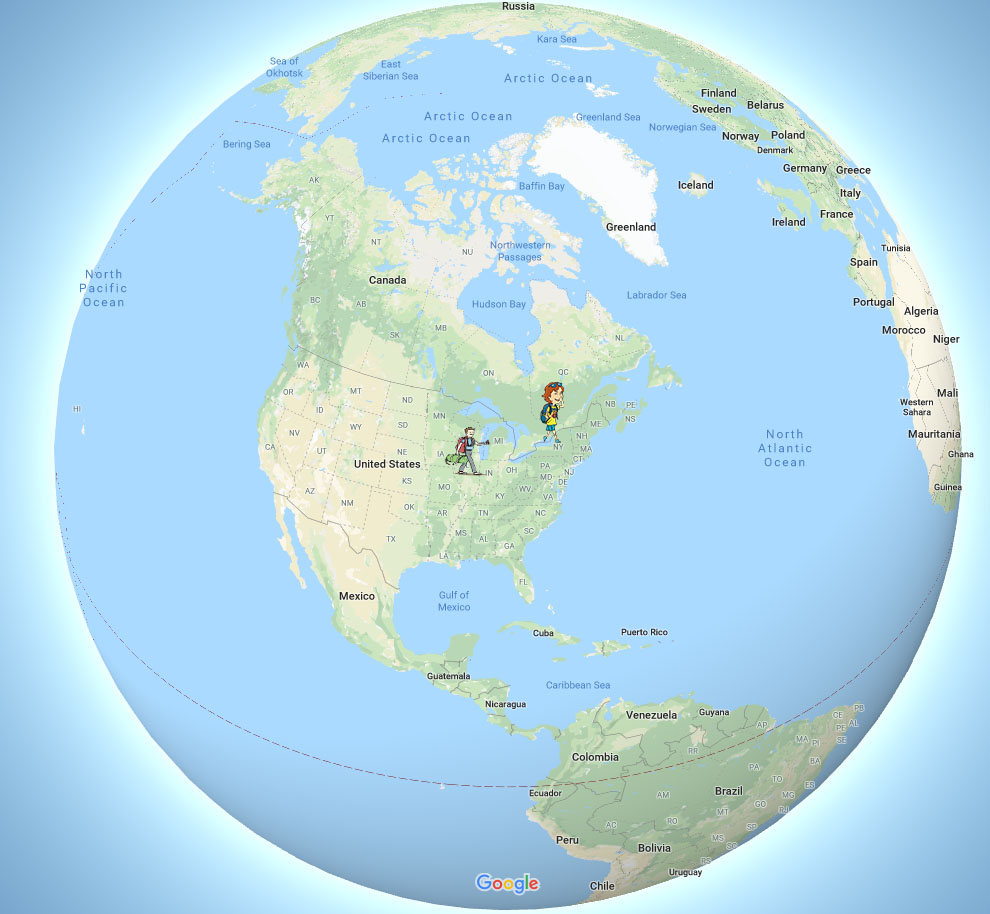 Russia
Kara Sea
Sea of
Okhotsk
East
Siberian Sea
Arctic Ocean
Finland
Sweden
Belarus
Arctic Ocean
Greenland Sea
Norwegian Sea
Norway
Poland
Arctic Ocean
Bering Sea
Denmark
Germany
Greece
AK
Baffin Bay
Iceland
Italy
YT
Greenland
Ireland
France
NT
NU
Northwestern
Passages
Tunisia
Spain
North
Pacific
Ocean
Canada
Labrador Sea
BC
AB
Hudson Bay
Portugal
Algeria
SK
MB
NL
Morocco
Niger
WA
ON
QC
OR
MT
ND
Mali
HI
ID
WY
SD
MN
NB
PE
NS
ME
Western
Sahara
NV
UT
NE
IA
MI
NY
NH
MA
CT
North
Atlantic
Ocean
Mauritania
CA
United States
KS
IN
OH
PA
NJ
MD
DE
Ghana
AZ
NM
OK
MO
KY
WV
VA
Guinea
TX
AR
TN
NC
MS
AL
GA
SC
LA
FL
Mexico
Gulf of
Mexico
Cuba
Puerto Rico
Guatemala
Caribbean Sea
Nicaragua
Venezuela
Guyana
AP
CE
PB
PE
AL
SE
MA
PI
Colombia
RR
BA
PA
TO
Ecuador
AM
Brazil
MG
ES
GO
RJ
MT
AC
RO
SP
Peru
MS
Bolivia
SC
RS
Uruguay
Chile
Google